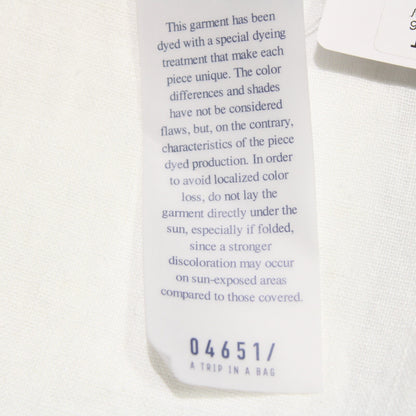 This garment has been
dyed with a special dyeing
treatment that make each
piece unique. The color
differences and shades
have not be considered
flaws, but, on the contrary,
characteristics of the piece
dyed production. In order
to avoid localized color
loss, do not lay the
garment directly under the
sun, especially if folded,
since a stronger
discoloration may occur
on sun-exposed areas
compared to those covered.
04651/
A TRIP IN A BAG